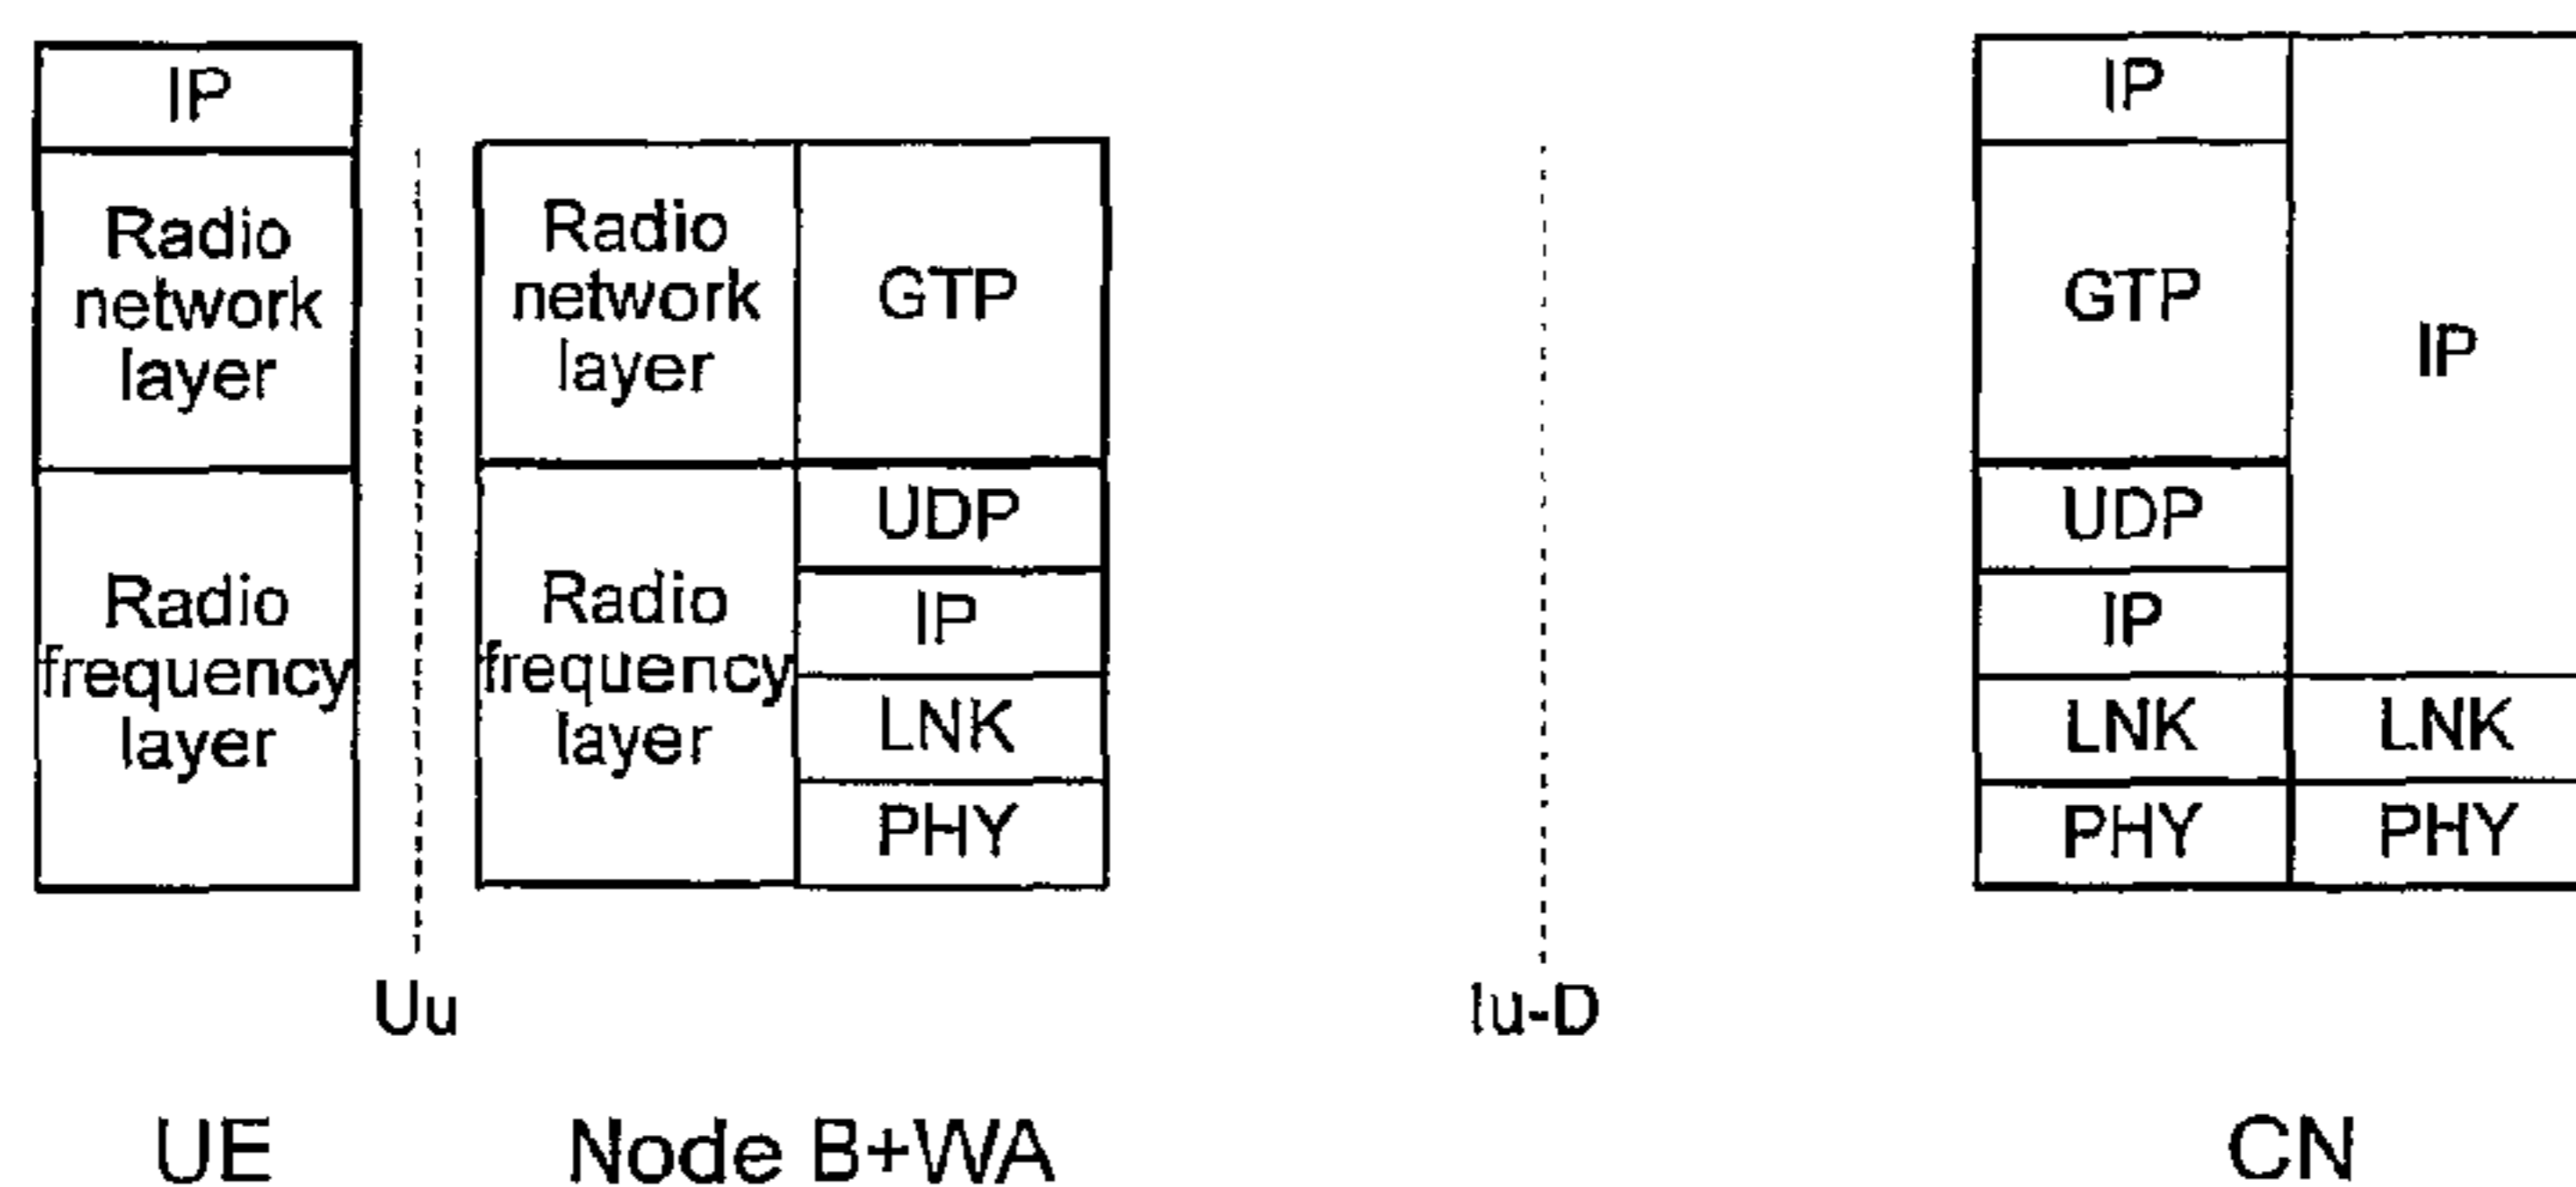 IP
Radio
network
layer
Radio
frequency
layer
Uu
Radio
network
layer
Radio
frequency
layer
GTP
UDP
IP
LNK
PHY
Iu-D
IP
GTP
UDP
IP
LNK
PHY
IP
LNK
PHY
UE
Node B+WA
CN